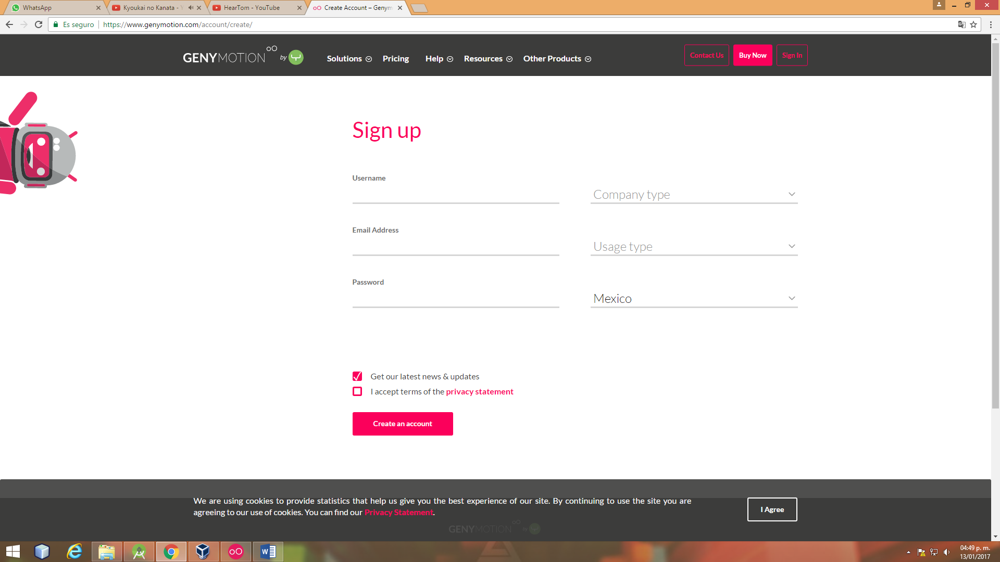 WhatsApp
Kyoukai no Kanata - Y
HearTom - YouTube
Create Account – Genym
Es seguro
https://www.genymotion.com/account/create/
GENYMOTION by
Solutions
Pricing
Help
Resources
Other Products
Contact Us
Buy Now
Sign In
Sign up
Username
Company type
Email Address
Usage type
Password
Mexico
Get our latest news & updates
I accept terms of the privacy statement
Create an account
We are using cookies to provide statistics that help us give you the best experience of our site. By continuing to use the site you are
agreeing to our use of cookies. You can find our Privacy Statement.
I Agree
GENYMOTION by
04:49 p. m.
13/01/2017